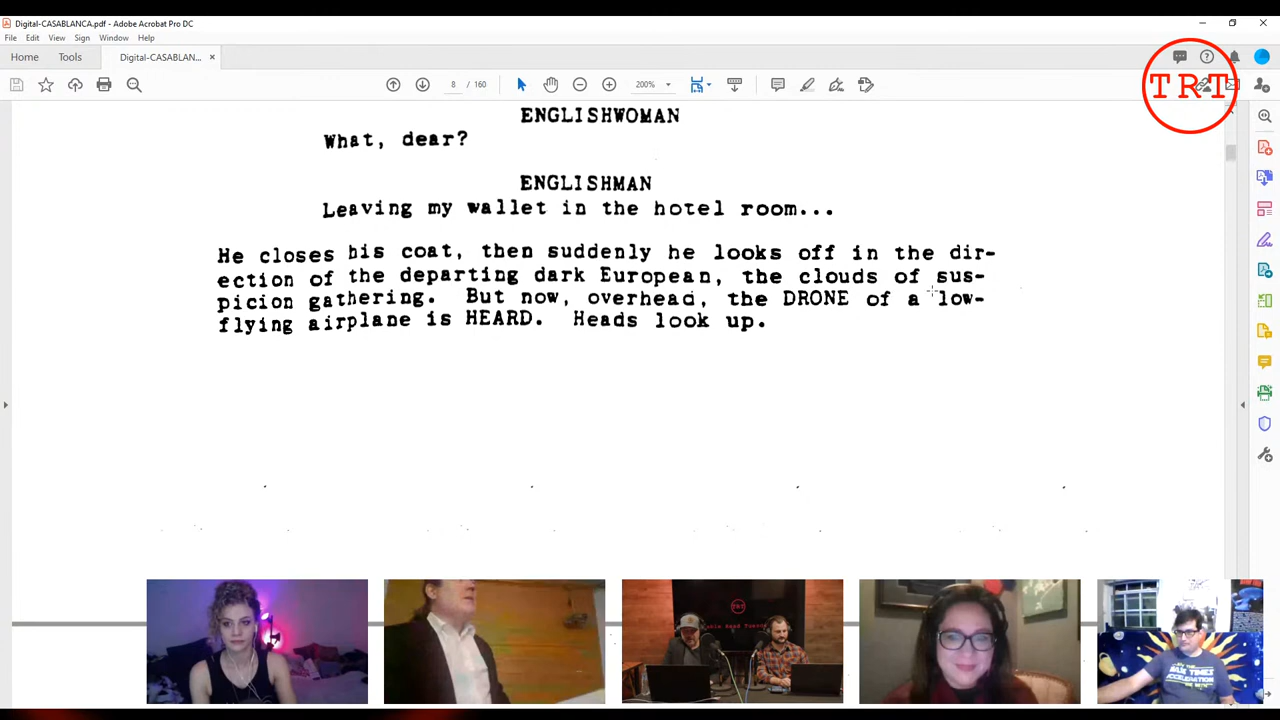 Digital-CASABLANCA.pdf - Adobe Acrobat Pro DC
File Edit View Sign Window Help
Home Tools Digital-CASABLAN... ×
8 / 160 200%
TRT
ENGLISHWOMAN
What, dear?
ENGLISHMAN
Leaving my wallet in the hotel room...
He closes his coat, then suddenly he looks off in the dir-
ection of the departing dark European, the clouds of sus-
picion gathering. But now, overhead, the DRONE of a low-
flying airplane is HEARD. Heads look up.
TRT